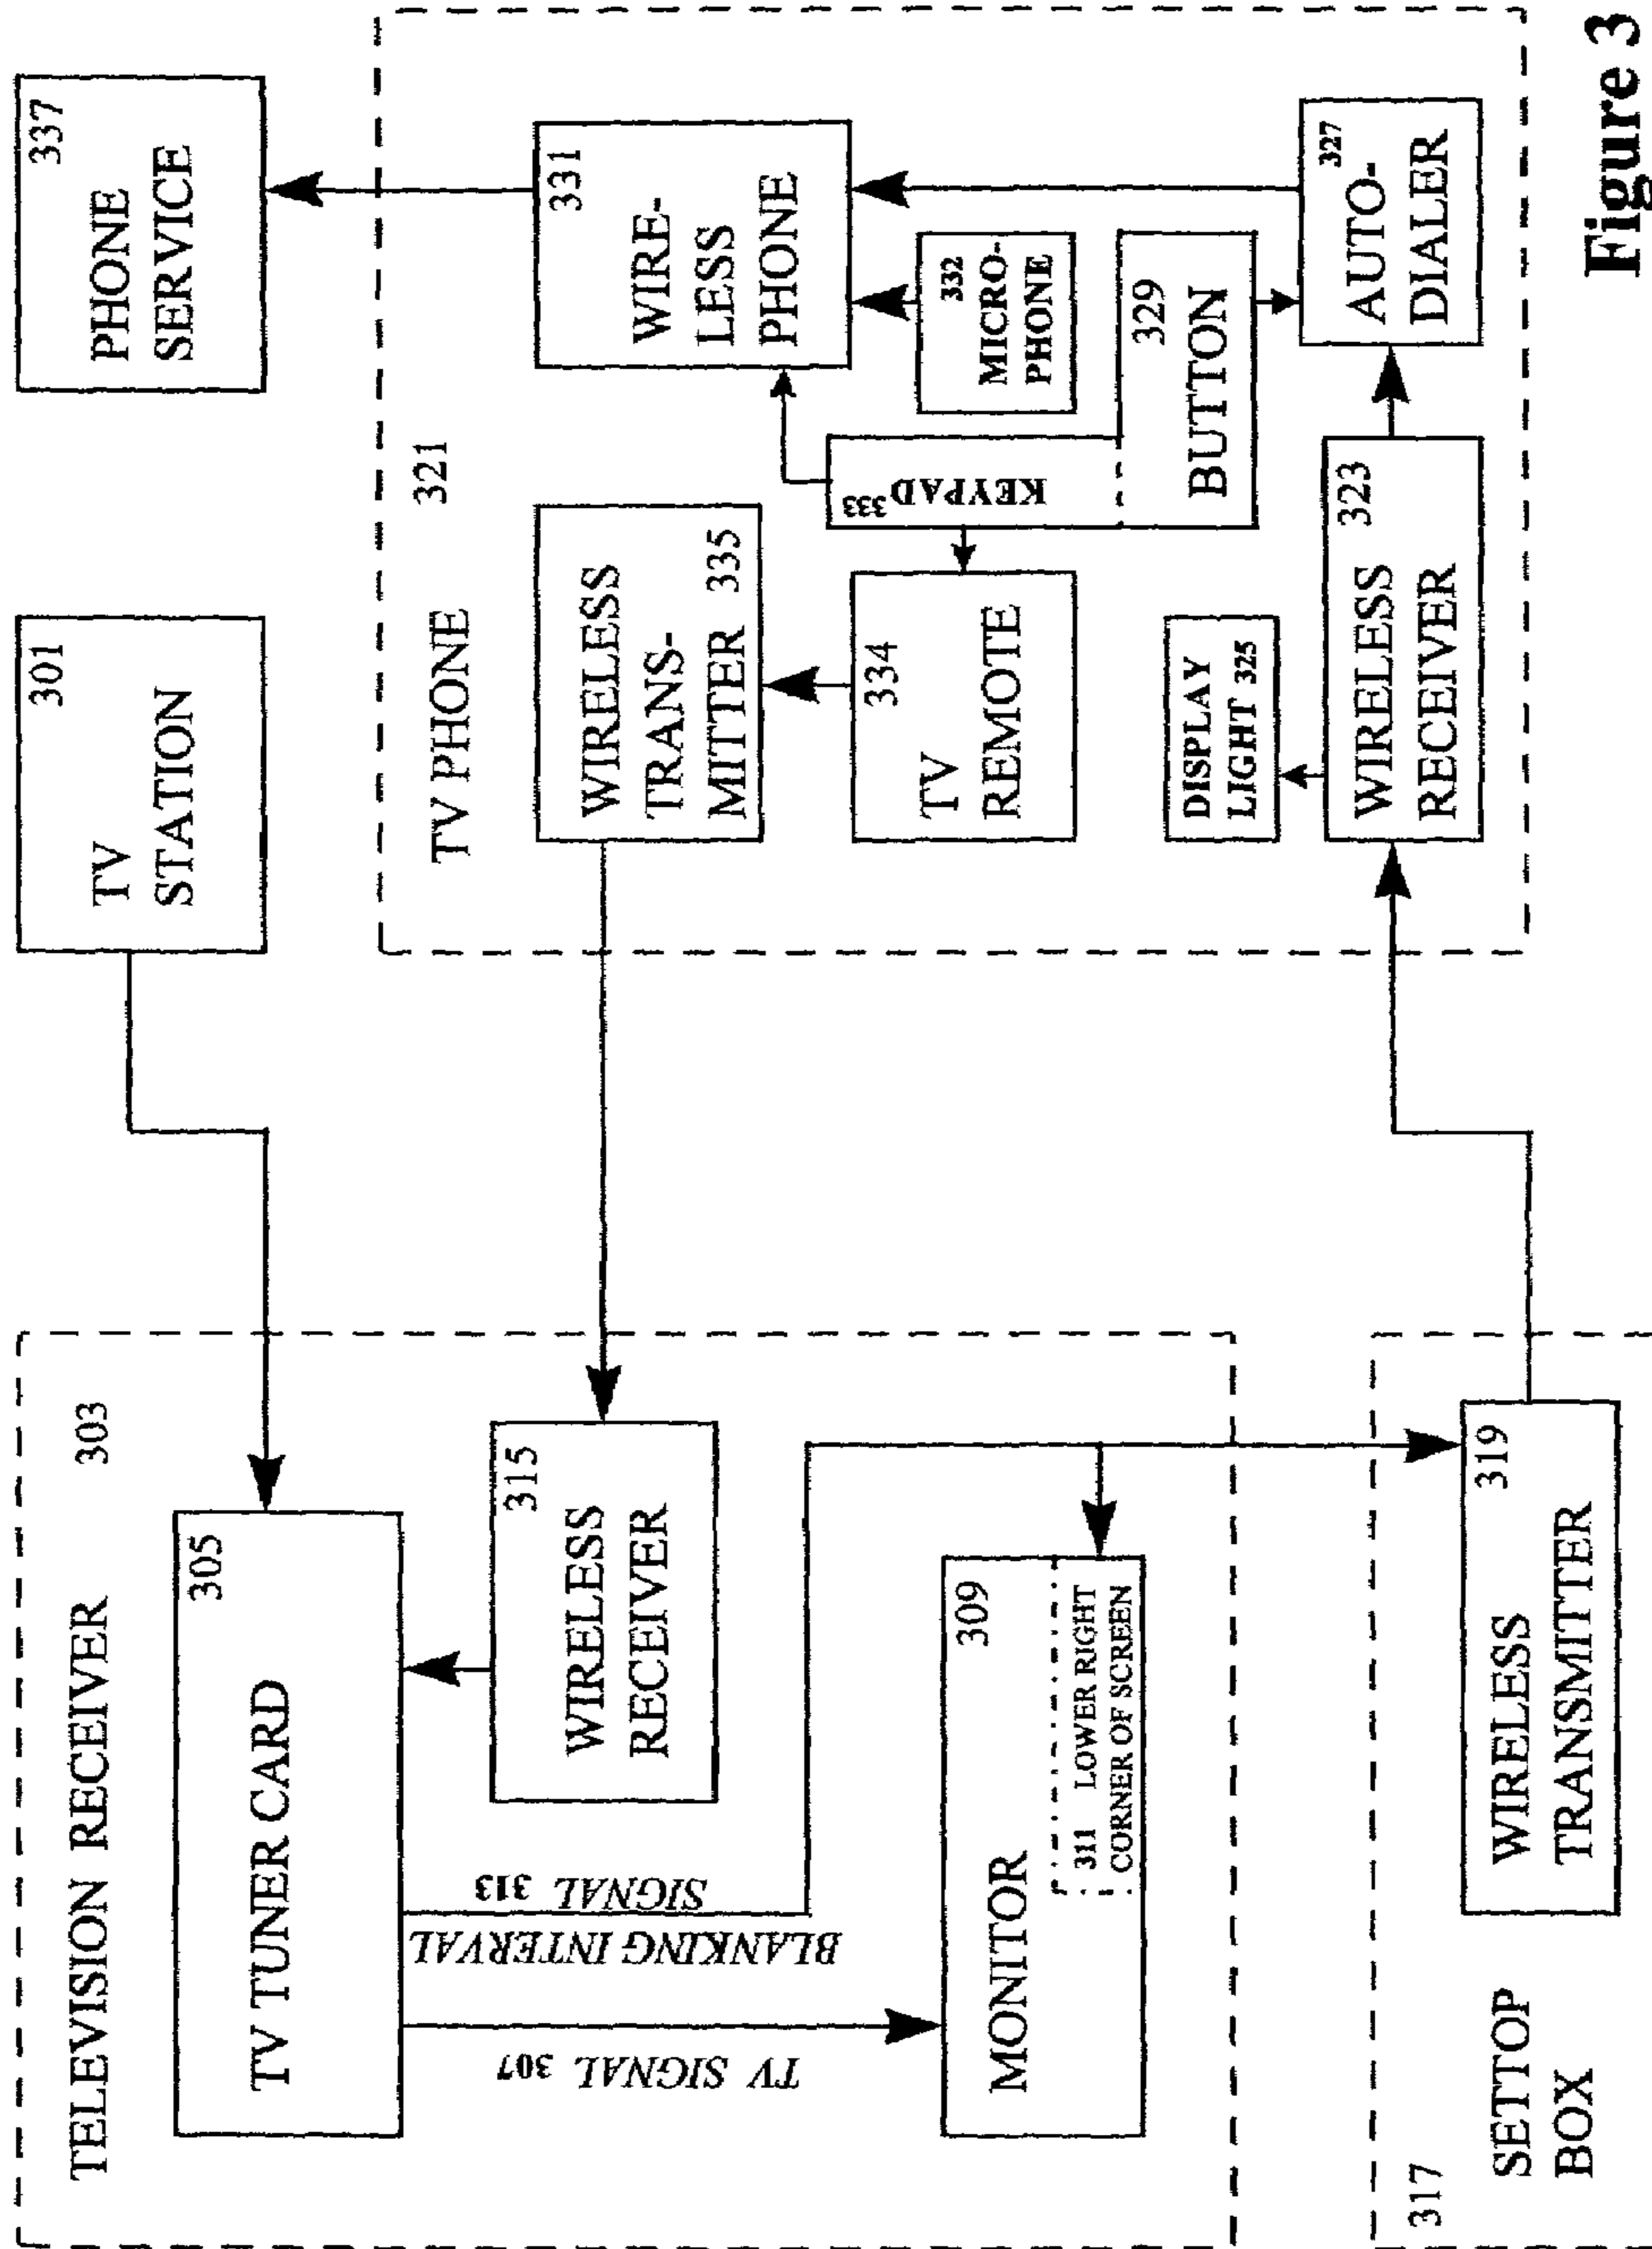 TELEVISION RECEIVER
303
TV TUNER CARD
305
WIRELESS
RECEIVER
315
TV SIGNAL 307
BLANKING INTERVAL
SIGNAL 313
MONITOR
309
311 LOWER RIGHT
CORNER OF SCREEN
317
SETTOP
BOX
WIRELESS
TRANSMITTER
319
TV
STATION
301
PHONE
SERVICE
337
TV PHONE
321
WIRELESS
TRANS-
MITTER 335
334
TV
REMOTE
DISPLAY
LIGHT 325
WIRELESS
RECEIVER
323
331
WIRE-
LESS
PHONE
332
MICRO-
PHONE
KEYPAD
333
329
BUTTON
327
AUTO-
DIALER
Figure 3